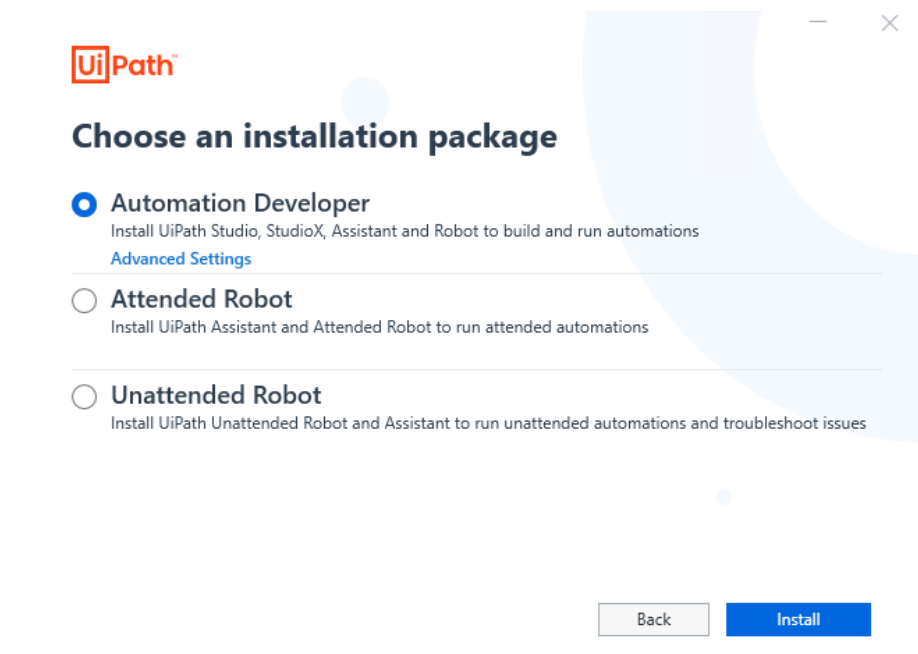 UiPath™
Choose an installation package
Automation Developer
Install UiPath Studio, StudioX, Assistant and Robot to build and run automations
Advanced Settings
Attended Robot
Install UiPath Assistant and Attended Robot to run attended automations
Unattended Robot
Install UiPath Unattended Robot and Assistant to run unattended automations and troubleshoot issues
Back
Install